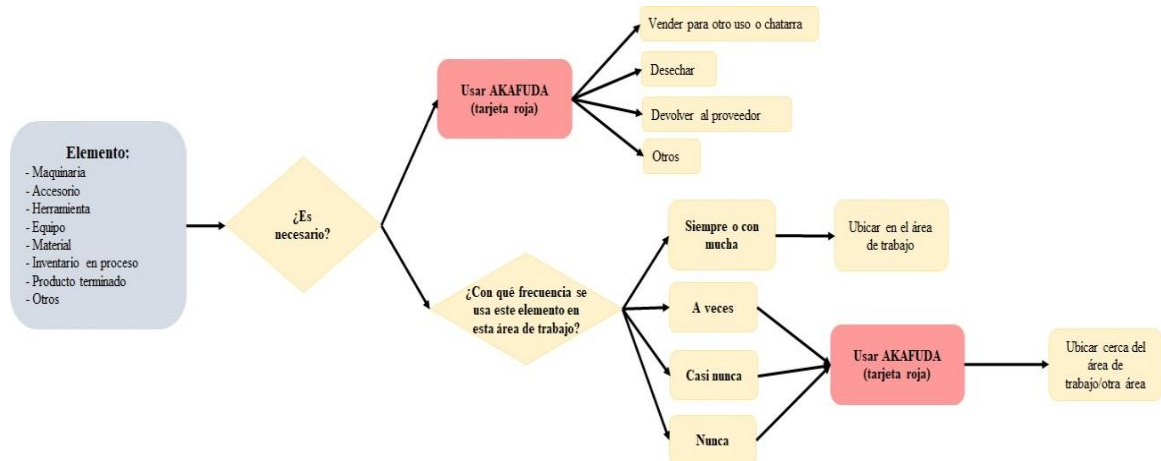 Elemento:
- Maquinaria
- Accesorio
- Herramienta
- Equipo
- Material
- Inventario en proceso
- Producto terminado
- Otros
¿Es
necesario?
Usar AKAFUDA
(tarjeta roja)
Vender para otro uso o chatarra
Desechar
Devolver al proveedor
Otros
¿Con qué frecuencia se
usa este elemento en
esta área de trabajo?
Siempre o con
mucha
Ubicar en el área
de trabajo
A veces
Casi nunca
Nunca
Usar AKAFUDA
(tarjeta roja)
Ubicar cerca del
área de
trabajo/otra área